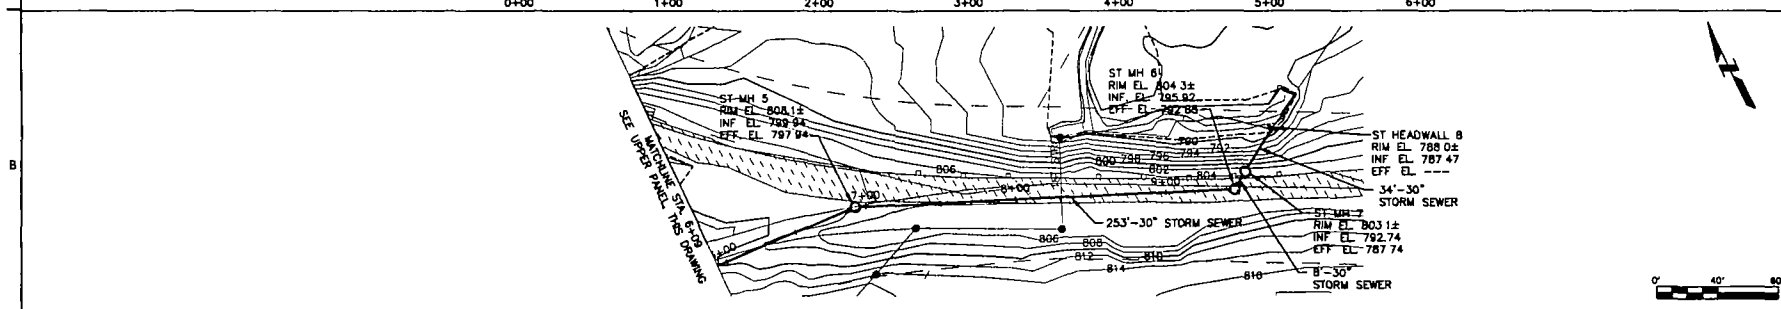 0+00 1+00 2+00 3+00 4+00 5+00 6+00
B
MATCHLINE STA. 6+09
SEE UPPER PANEL, THIS DRAWING
ST MH 5
RIM EL 808.1±
INF EL 799.94
EFF EL 797.94
ST MH 6
RIM EL 804.3±
INF EL 795.92
EFF EL 792.88
ST HEADWALL 8
RIM EL 788.0±
INF EL 787.47
EFF EL ---
34'-30"
STORM SEWER
ST MH 7
RIM EL 803.1±
INF EL 792.74
EFF EL 787.74
8'-30"
STORM SEWER
253'-30" STORM SEWER
7+00
8+00
9+00
806
800 798 796 794 792 790
802
804
806
808
810
812
814
0' 40'